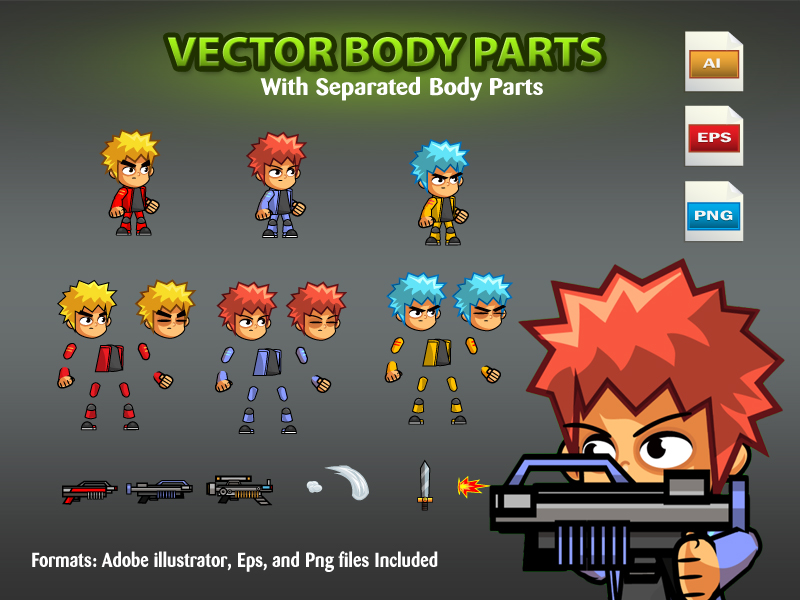 VECTOR BODY PARTS
With Separated Body Parts
AI
EPS
PNG
Formats: Adobe illustrator, Eps, and Png files Included